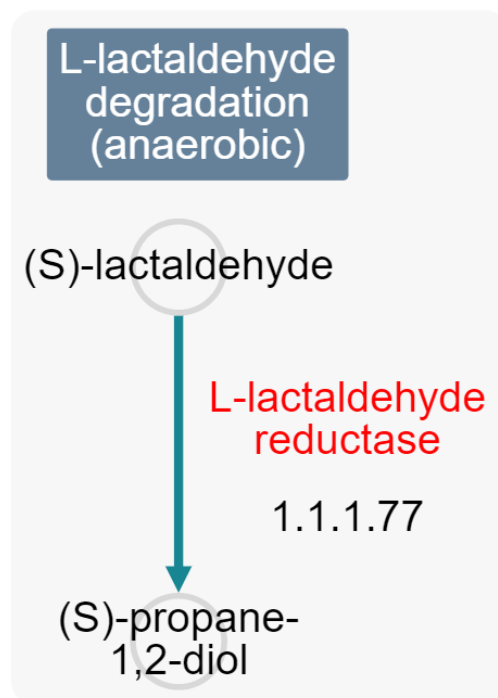 L-lactaldehyde
degradation
(anaerobic)
(S)-lactaldehyde
L-lactaldehyde
reductase
1.1.1.77
(S)-propane-
1,2-diol